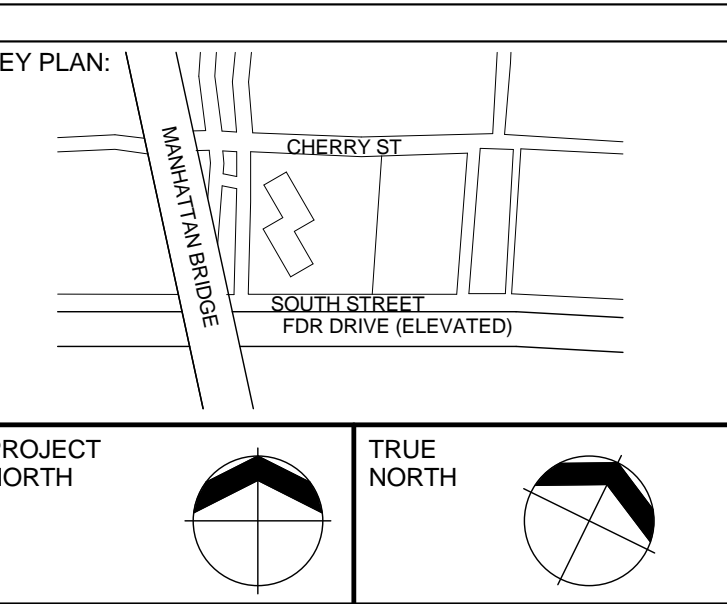 EY PLAN:
CHERRY ST
MANHATTAN BRIDGE
SOUTH STREET
FDR DRIVE (ELEVATED)
PROJECT
NORTH
TRUE
NORTH